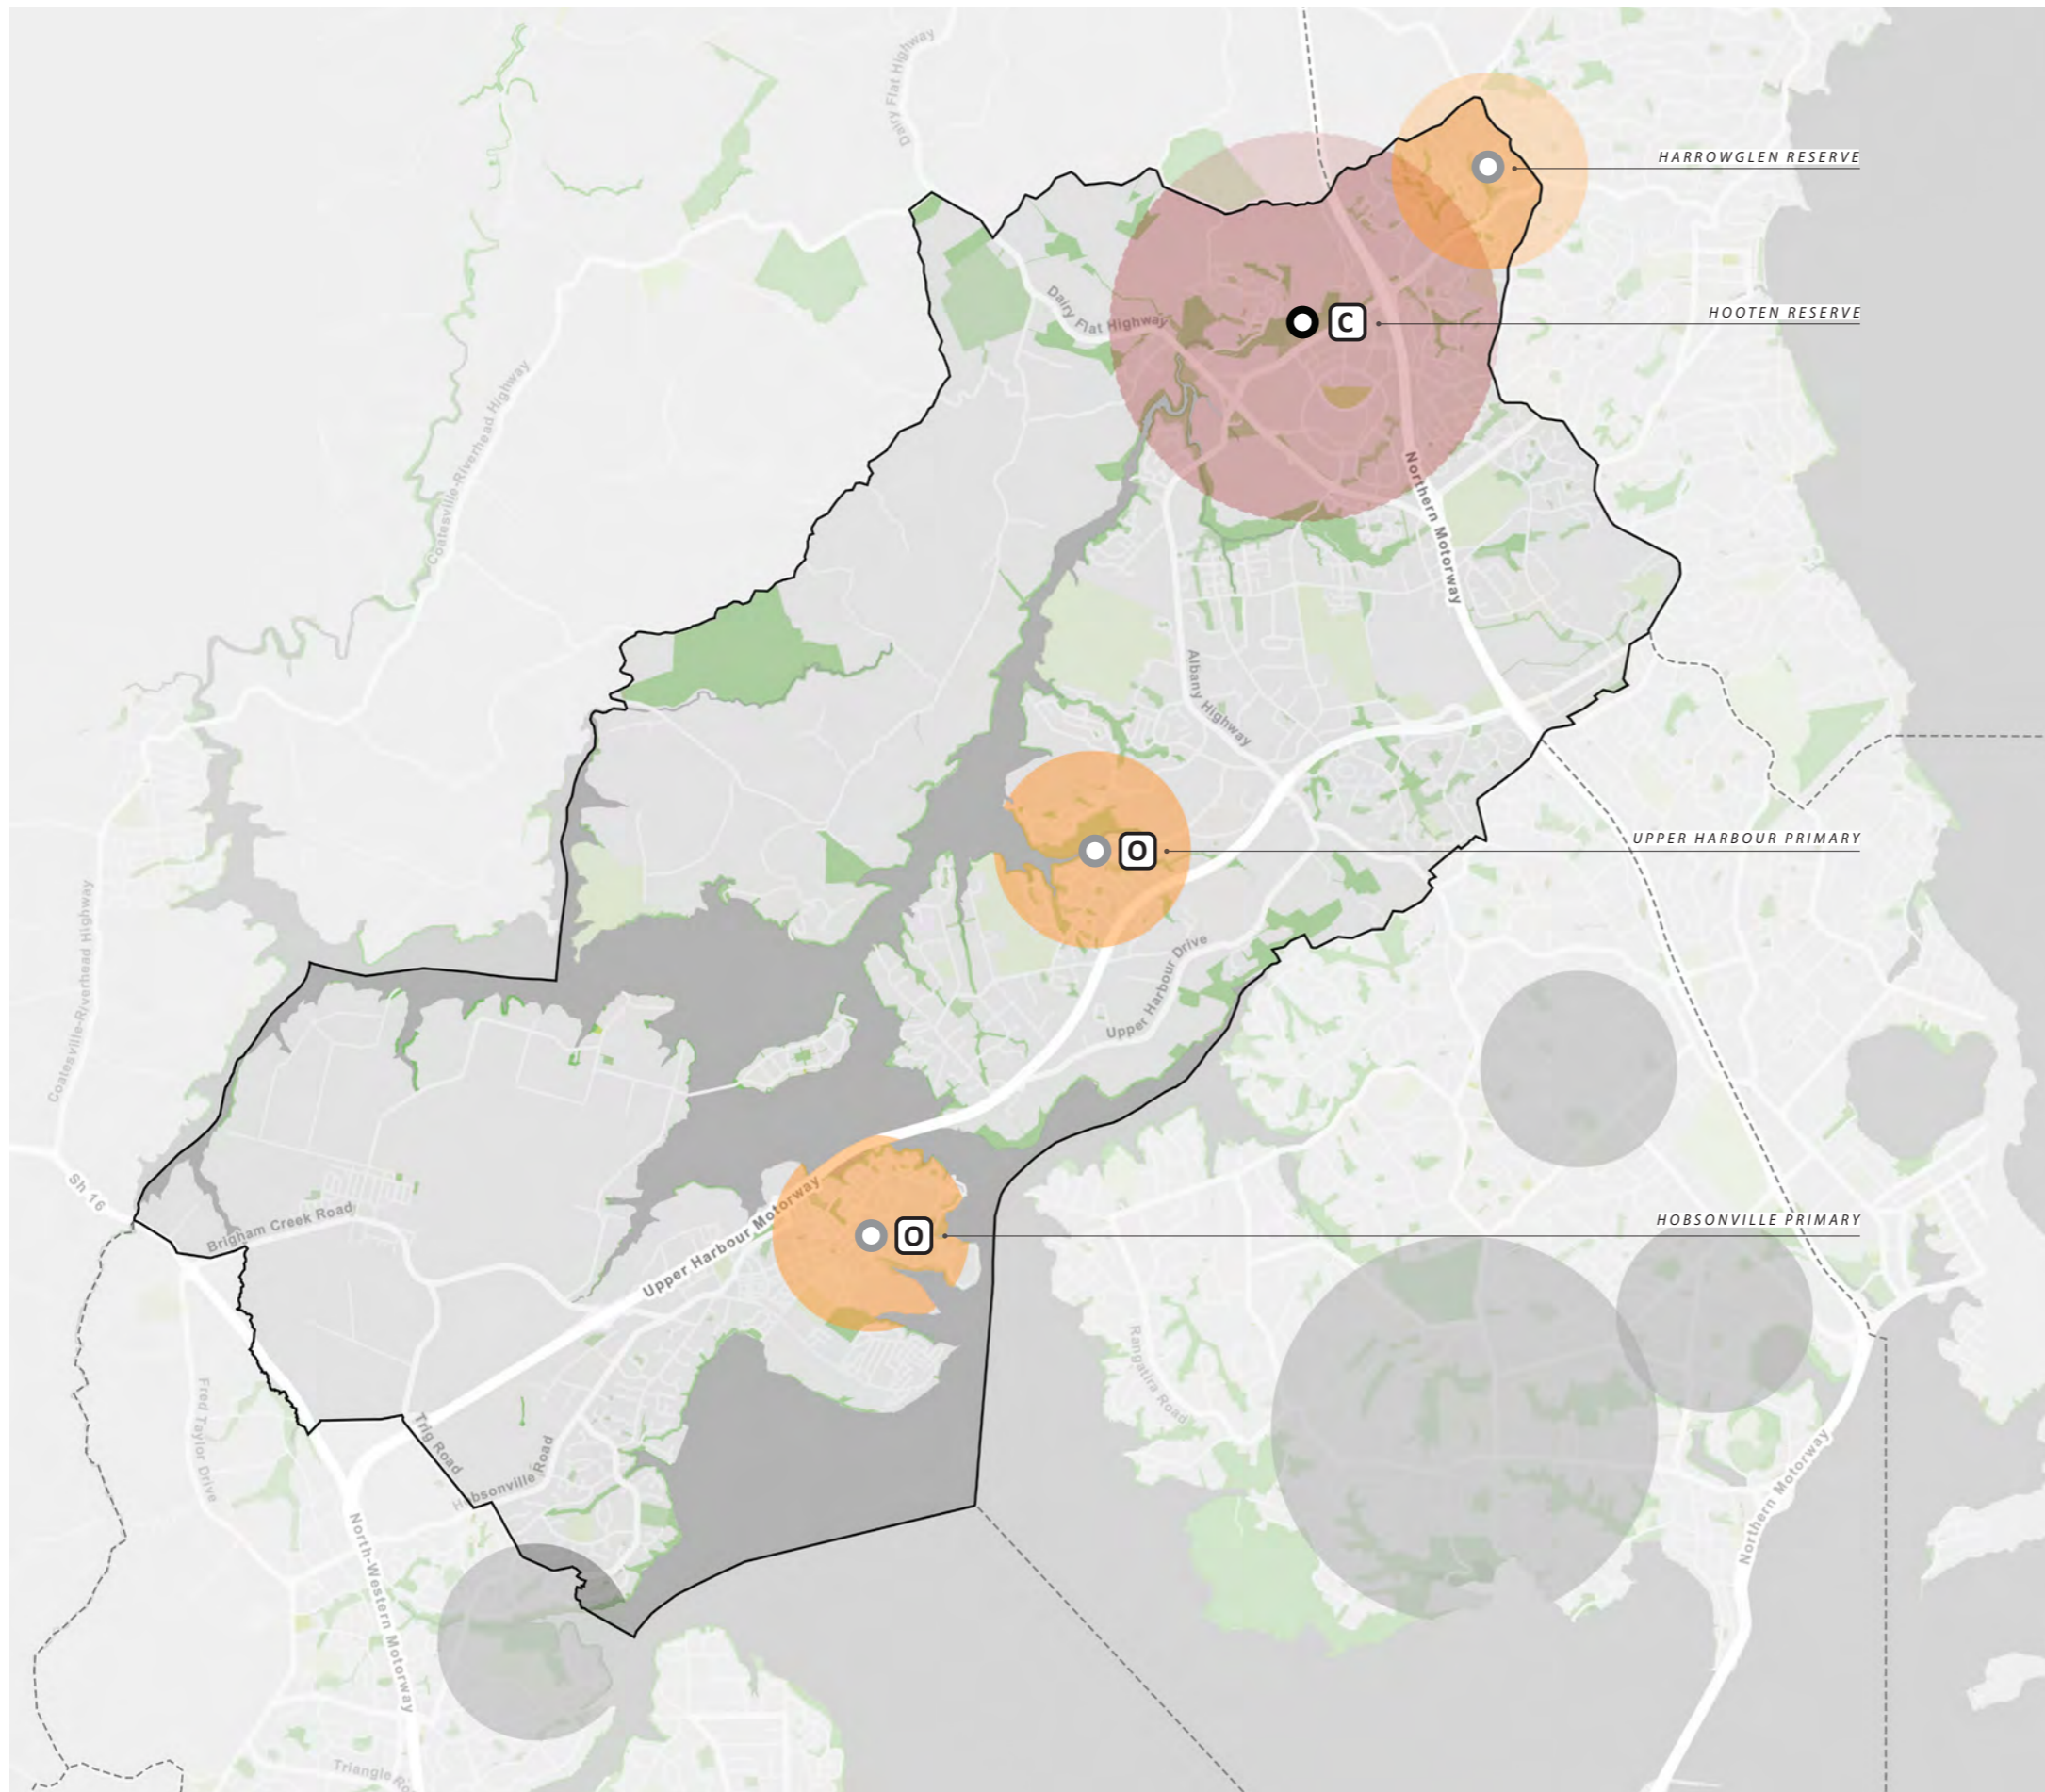 Dairy Flat Highway
HARROWGLEN RESERVE
Dairy Flat Highway
C
HOOTEN RESERVE
Coatesville-Riverhead Highway
Northern Motorway
Albany Highway
O
UPPER HARBOUR PRIMARY
Coatesville-Riverhead Highway
Upper Harbour Drive
Sh 16
Brigham Creek Road
Upper Harbour Motorway
O
HOBSONVILLE PRIMARY
Rangatira Road
Fred Taylor Drive
Trig Road
Hobsonville Road
Northern Motorway
North-Western Motorway
Triangle